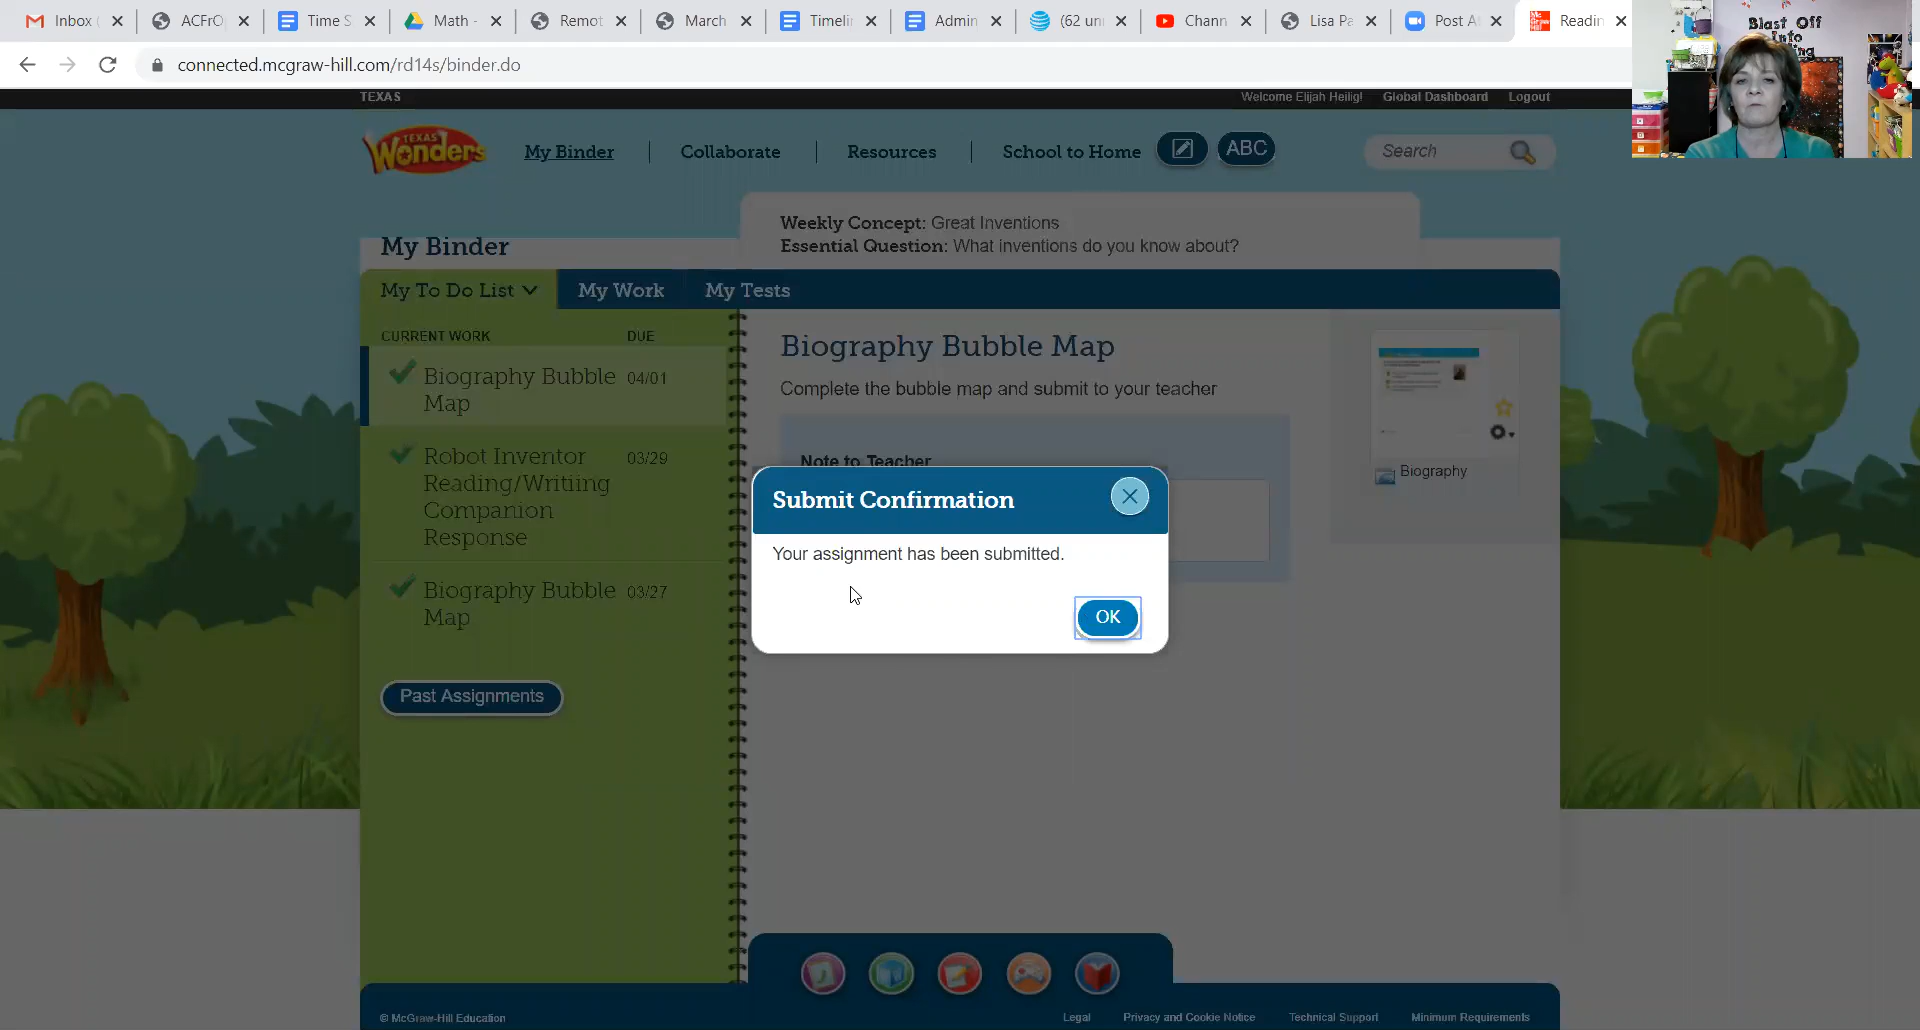 Inbox (
ACFrO
Time S
Math -
Remot
March
Timelin
Admin
(62 un
Chann
Lisa Pa
Post A
Readin
connected.mcgraw-hill.com/rd14s/binder.do
Blast Off
Into
TEXAS
Welcome Elijah Heilig!
Global Dashboard
Logout
TEXAS
Wonders
My Binder
Collaborate
Resources
School to Home
ABC
Search
Weekly Concept: Great Inventions
Essential Question: What inventions do you know about?
My Binder
My To Do List
My Work
My Tests
CURRENT WORK
DUE
Biography Bubble 04/01
Map
Robot Inventor 03/29
Reading/Writiing
Companion
Response
Biography Bubble 03/27
Map
Past Assignments
Biography Bubble Map
Complete the bubble map and submit to your teacher
Note to Teacher
Biography
Submit Confirmation
Your assignment has been submitted.
OK
© McGraw-Hill Education
Legal
Privacy and Cookie Notice
Technical Support
Minimum Requirements